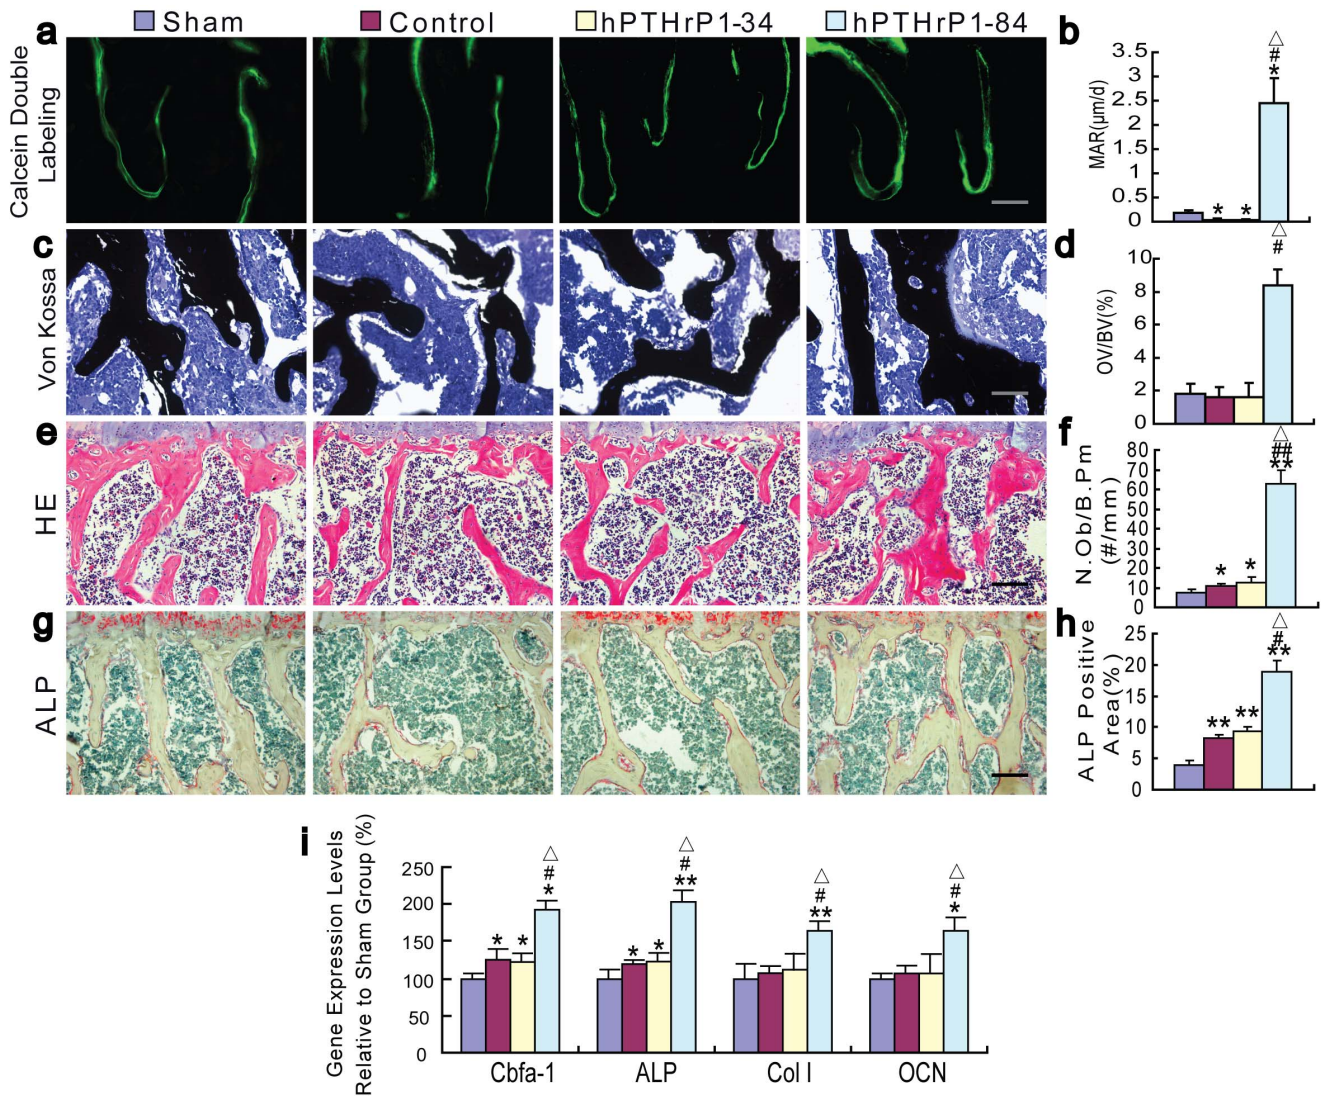 Sham Control hPTHrP1-34 hPTHrP1-84
a
Calcein Double
Labeling
b
MAR(μm/d)
3.5
3
2.5
2
1.5
1
0.5
0
* * △ # *
c
Von Kossa
d
OV/BV(%)
10
8
6
4
2
0
△ #
e
HE
f
N.Ob/B.Pm
(#/mm)
80
70
60
50
40
30
20
10
0
* * △ ## **
g
ALP
h
ALP Positive
Area(%)
25
20
15
10
5
0
** ** △ # **
i
Gene Expression Levels
Relative to Sham Group (%)
250
200
150
100
50
0
* * △ # *
* * △ # **
△ # **
△ # *
Cbfa-1 ALP Col I OCN